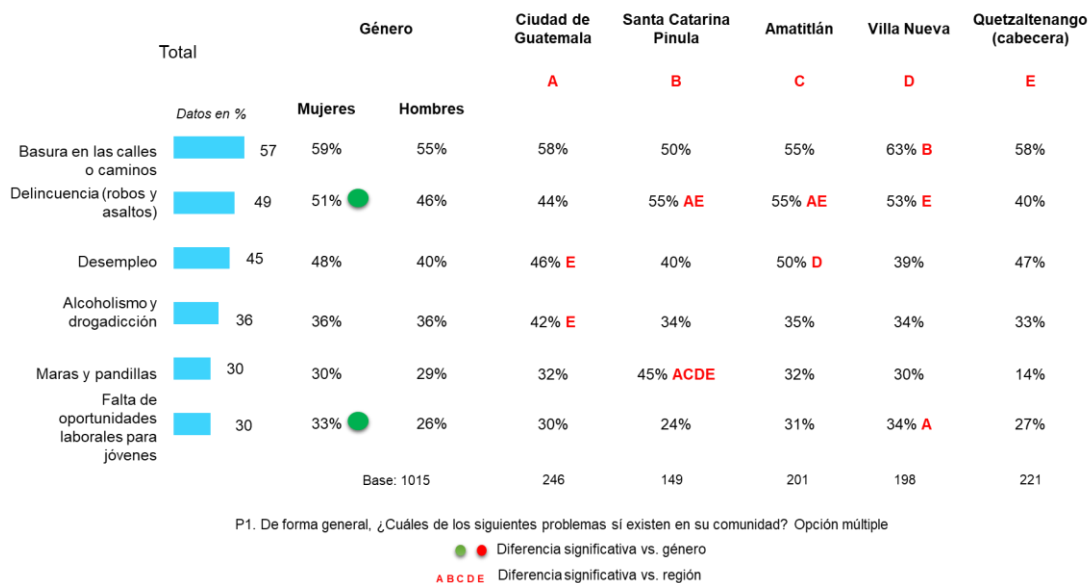 Total
Género
Ciudad de Guatemala
Santa Catarina Pinula
Amatitlán
Villa Nueva
Quetzaltenango (cabecera)
A B C D E
Datos en %
Mujeres Hombres
Basura en las calles o caminos 57 59% 55% 58% 50% 55% 63% B 58%
Delincuencia (robos y asaltos) 49 51% 46% 44% 55% AE 55% AE 53% E 40%
Desempleo 45 48% 40% 46% E 40% 50% D 39% 47%
Alcoholismo y drogadicción 36 36% 36% 42% E 34% 35% 34% 33%
Maras y pandillas 30 30% 29% 32% 45% ACDE 32% 30% 14%
Falta de oportunidades laborales para jóvenes 30 33% 26% 30% 24% 31% 34% A 27%
Base: 1015 246 149 201 198 221
P1. De forma general, ¿Cuáles de los siguientes problemas sí existen en su comunidad? Opción múltiple
Diferencia significativa vs. género
A B C D E Diferencia significativa vs. región